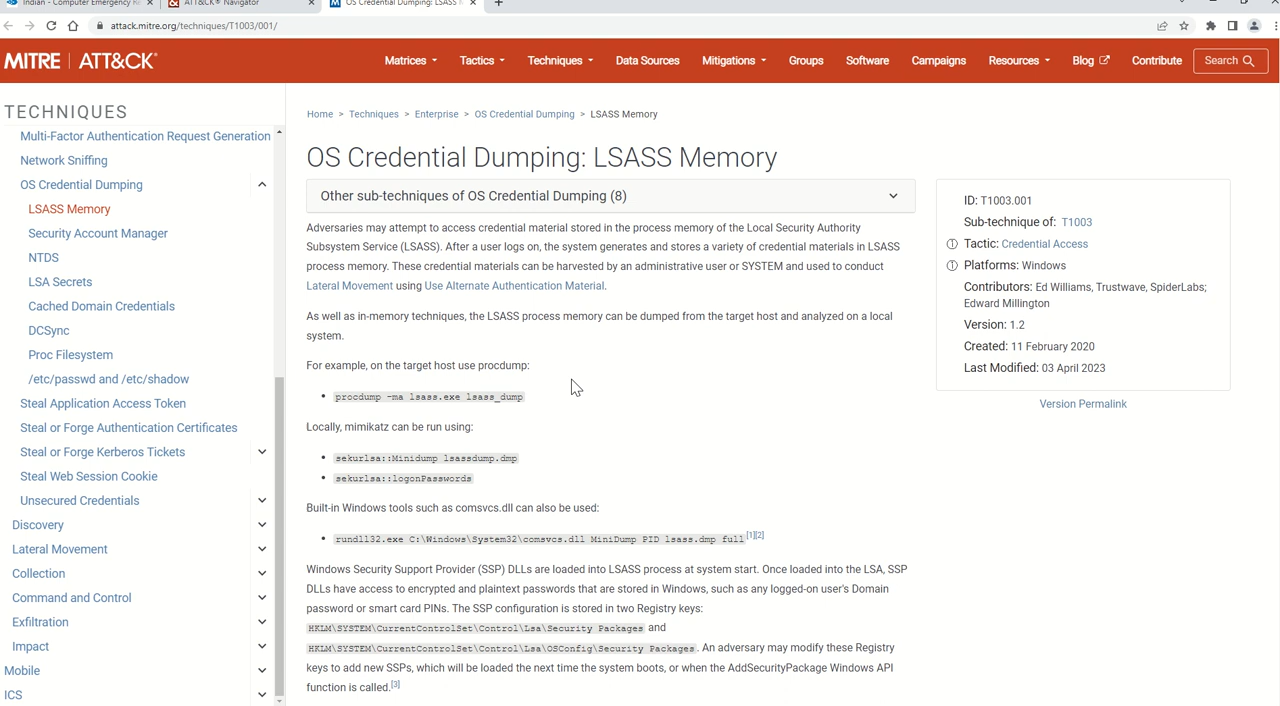 Indian - Computer Emergency Re
ATT&CK® Navigator
OS Credential Dumping: LSASS M
attack.mitre.org/techniques/T1003/001/
MITRE | ATT&CK®
Matrices
Tactics
Techniques
Data Sources
Mitigations
Groups
Software
Campaigns
Resources
Blog
Contribute
Search
TECHNIQUES
Multi-Factor Authentication Request Generation
Network Sniffing
OS Credential Dumping
LSASS Memory
Security Account Manager
NTDS
LSA Secrets
Cached Domain Credentials
DCSync
Proc Filesystem
/etc/passwd and /etc/shadow
Steal Application Access Token
Steal or Forge Authentication Certificates
Steal or Forge Kerberos Tickets
Steal Web Session Cookie
Unsecured Credentials
Discovery
Lateral Movement
Collection
Command and Control
Exfiltration
Impact
Mobile
ICS
Home > Techniques > Enterprise > OS Credential Dumping > LSASS Memory
OS Credential Dumping: LSASS Memory
Other sub-techniques of OS Credential Dumping (8)
Adversaries may attempt to access credential material stored in the process memory of the Local Security Authority
Subsystem Service (LSASS). After a user logs on, the system generates and stores a variety of credential materials in LSASS
process memory. These credential materials can be harvested by an administrative user or SYSTEM and used to conduct
Lateral Movement using Use Alternate Authentication Material.
As well as in-memory techniques, the LSASS process memory can be dumped from the target host and analyzed on a local
system.
For example, on the target host use procdump:
• procdump -ma lsass.exe lsass_dump
Locally, mimikatz can be run using:
• sekurlsa::Minidump lsassdump.dmp
• sekurlsa::logonPasswords
Built-in Windows tools such as comsvcs.dll can also be used:
• rundll32.exe C:\Windows\System32\comsvcs.dll MiniDump PID lsass.dmp full[1][2]
Windows Security Support Provider (SSP) DLLs are loaded into LSASS process at system start. Once loaded into the LSA, SSP
DLLs have access to encrypted and plaintext passwords that are stored in Windows, such as any logged-on user's Domain
password or smart card PINs. The SSP configuration is stored in two Registry keys:
HKLM\SYSTEM\CurrentControlSet\Control\Lsa\Security Packages and
HKLM\SYSTEM\CurrentControlSet\Control\Lsa\OSConfig\Security Packages. An adversary may modify these Registry
keys to add new SSPs, which will be loaded the next time the system boots, or when the AddSecurityPackage Windows API
function is called.[3]
ID: T1003.001
Sub-technique of: T1003
Tactic: Credential Access
Platforms: Windows
Contributors: Ed Williams, Trustwave, SpiderLabs;
Edward Millington
Version: 1.2
Created: 11 February 2020
Last Modified: 03 April 2023
Version Permalink